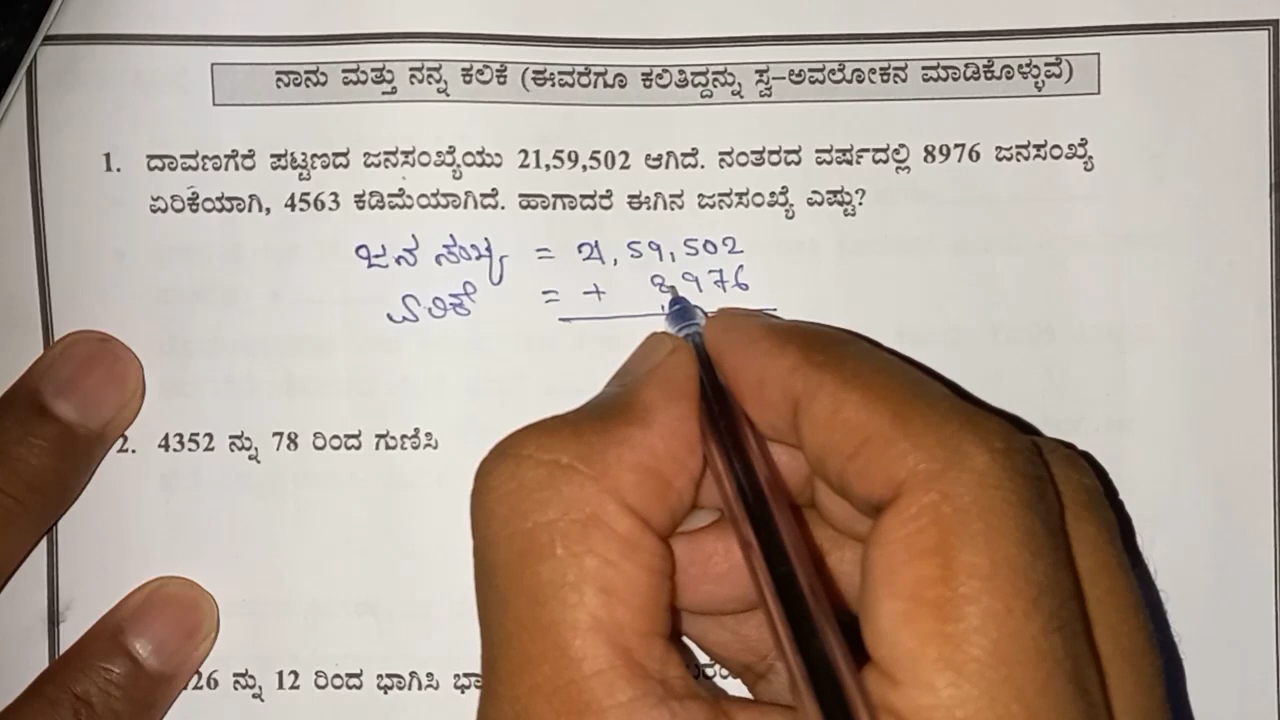 ನಾನು ಮತ್ತು ನನ್ನ ಕಲಿಕೆ (ಈವರೆಗೂ ಕಲಿತಿದ್ದನ್ನು ಸ್ವ-ಅವಲೋಕನ ಮಾಡಿಕೊಳ್ಳುವೆ)
1. ದಾವಣಗೆರೆ ಪಟ್ಟಣದ ಜನಸಂಖ್ಯೆಯು 21,59,502 ಆಗಿದೆ. ನಂತರದ ವರ್ಷದಲ್ಲಿ 8976 ಜನಸಂಖ್ಯೆ
ಏರಿಕೆಯಾಗಿ, 4563 ಕಡಿಮೆಯಾಗಿದೆ. ಹಾಗಾದರೆ ಈಗಿನ ಜನಸಂಖ್ಯೆ ಎಷ್ಟು?
ಜನ ಸಂಖ್ಯೆ = 21,59,502
ಏರಿಕೆ = + 8976
2. 4352 ನ್ನು 78 ರಿಂದ ಗುಣಿಸಿ
26 ನ್ನು 12 ರಿಂದ ಭಾಗಿಸಿ